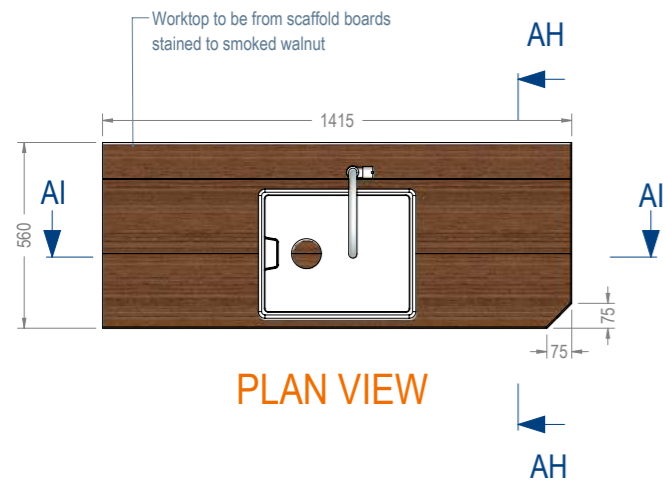 Worktop to be from scaffold boards
stained to smoked walnut
AH
1415
AI
AI
560
75
75
PLAN VIEW
AH